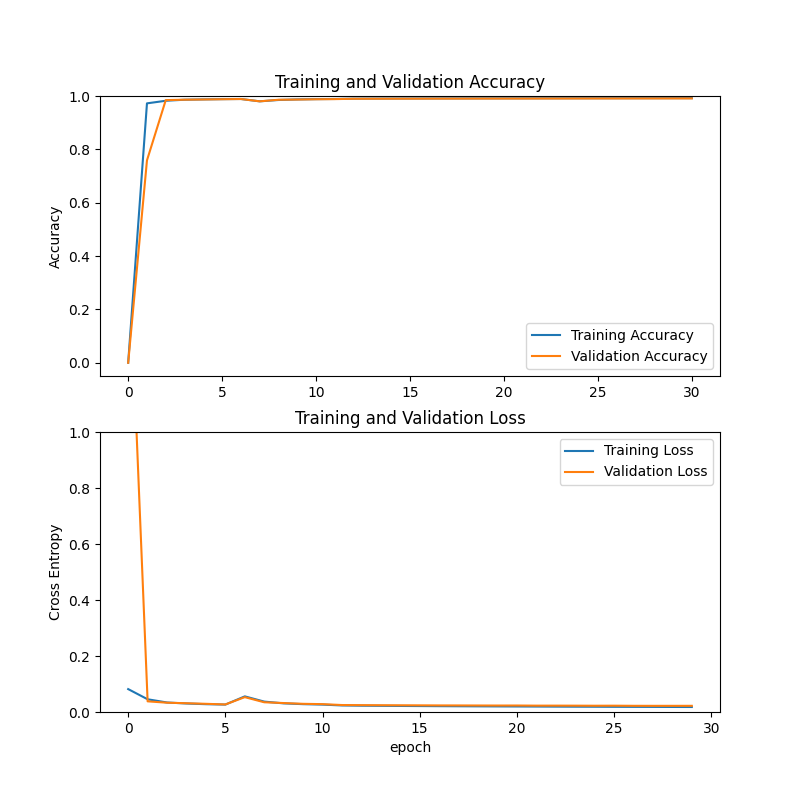 Training and Validation Accuracy
1.0
0.8
0.6
0.4
0.2
0.0
Accuracy
Training Accuracy
Validation Accuracy
0 5 10 15 20 25 30
Training and Validation Loss
1.0
0.8
0.6
0.4
0.2
0.0
Cross Entropy
Training Loss
Validation Loss
0 5 10 15 20 25 30
epoch